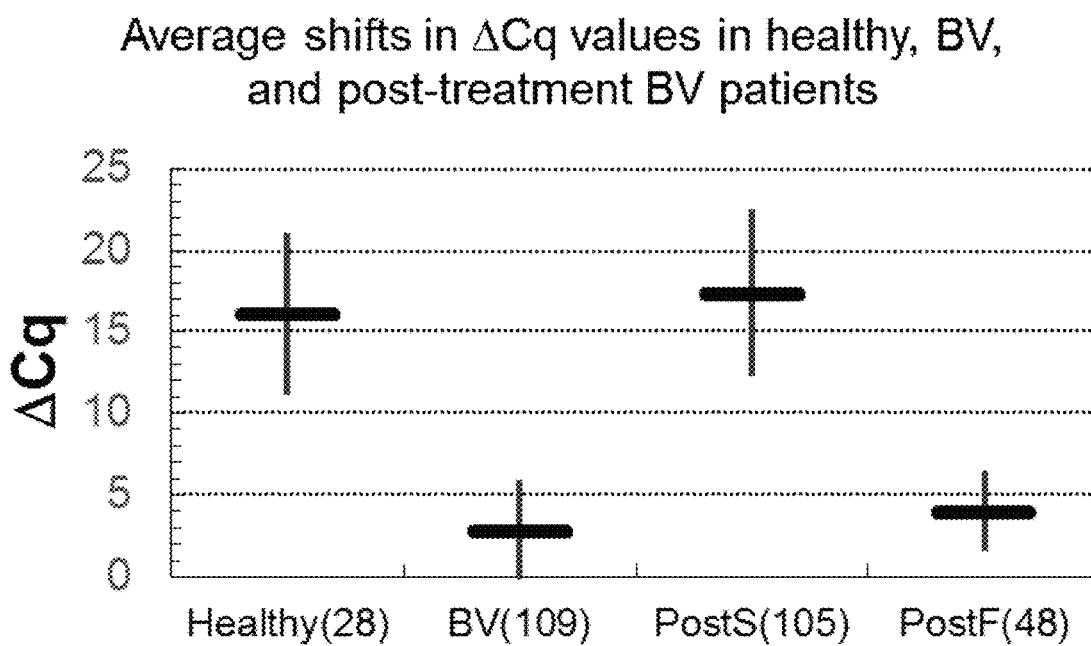 Average shifts in ΔCq values in healthy, BV,
and post-treatment BV patients
ΔCq
25
20
15
10
5
0
Healthy(28) BV(109) PostS(105) PostF(48)